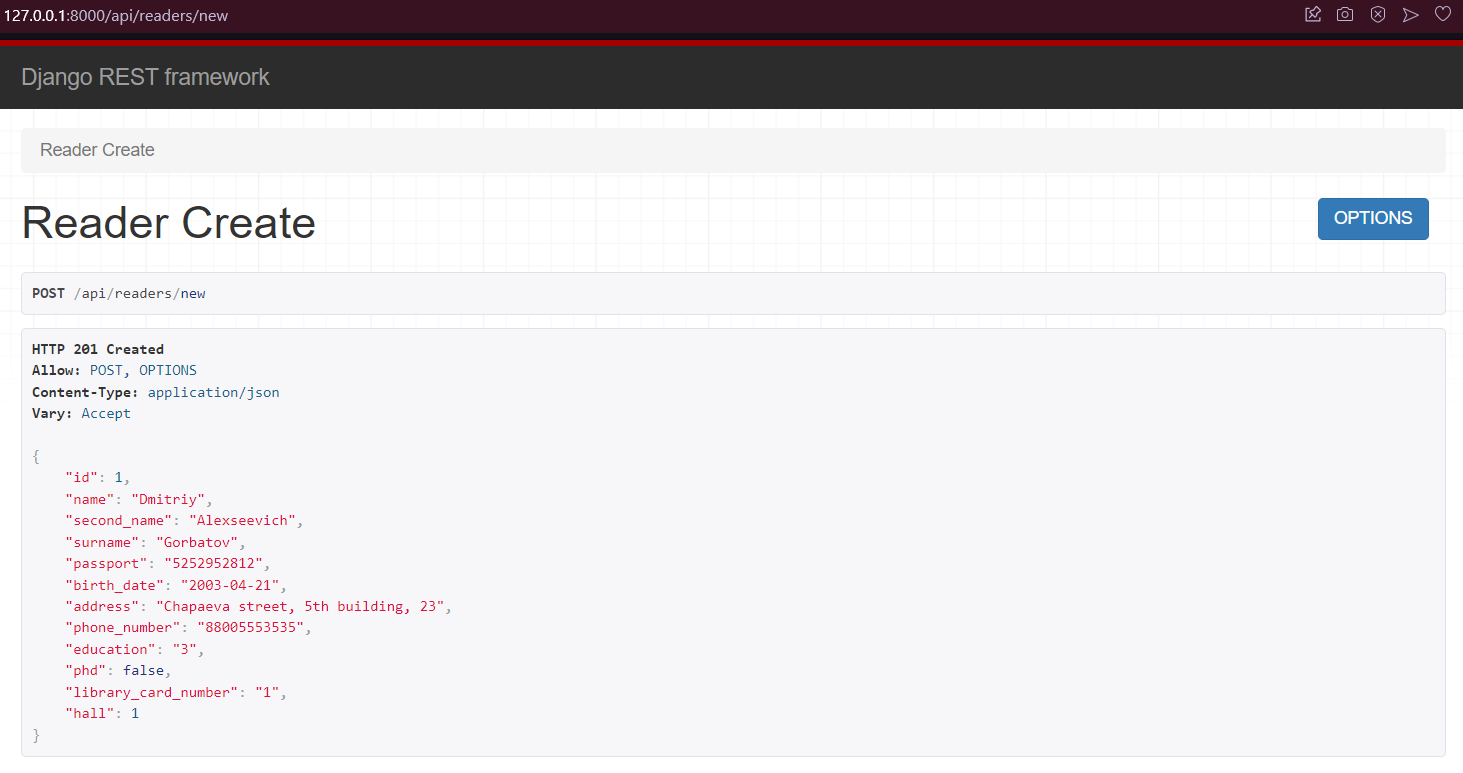 127.0.0.1:8000/api/readers/new
Django REST framework
Reader Create
Reader Create
OPTIONS
POST /api/readers/new
HTTP 201 Created
Allow: POST, OPTIONS
Content-Type: application/json
Vary: Accept
{
    "id": 1,
    "name": "Dmitriy",
    "second_name": "Alexseevich",
    "surname": "Gorbatov",
    "passport": "5252952812",
    "birth_date": "2003-04-21",
    "address": "Chapaeva street, 5th building, 23",
    "phone_number": "88005553535",
    "education": "3",
    "phd": false,
    "library_card_number": "1",
    "hall": 1
}